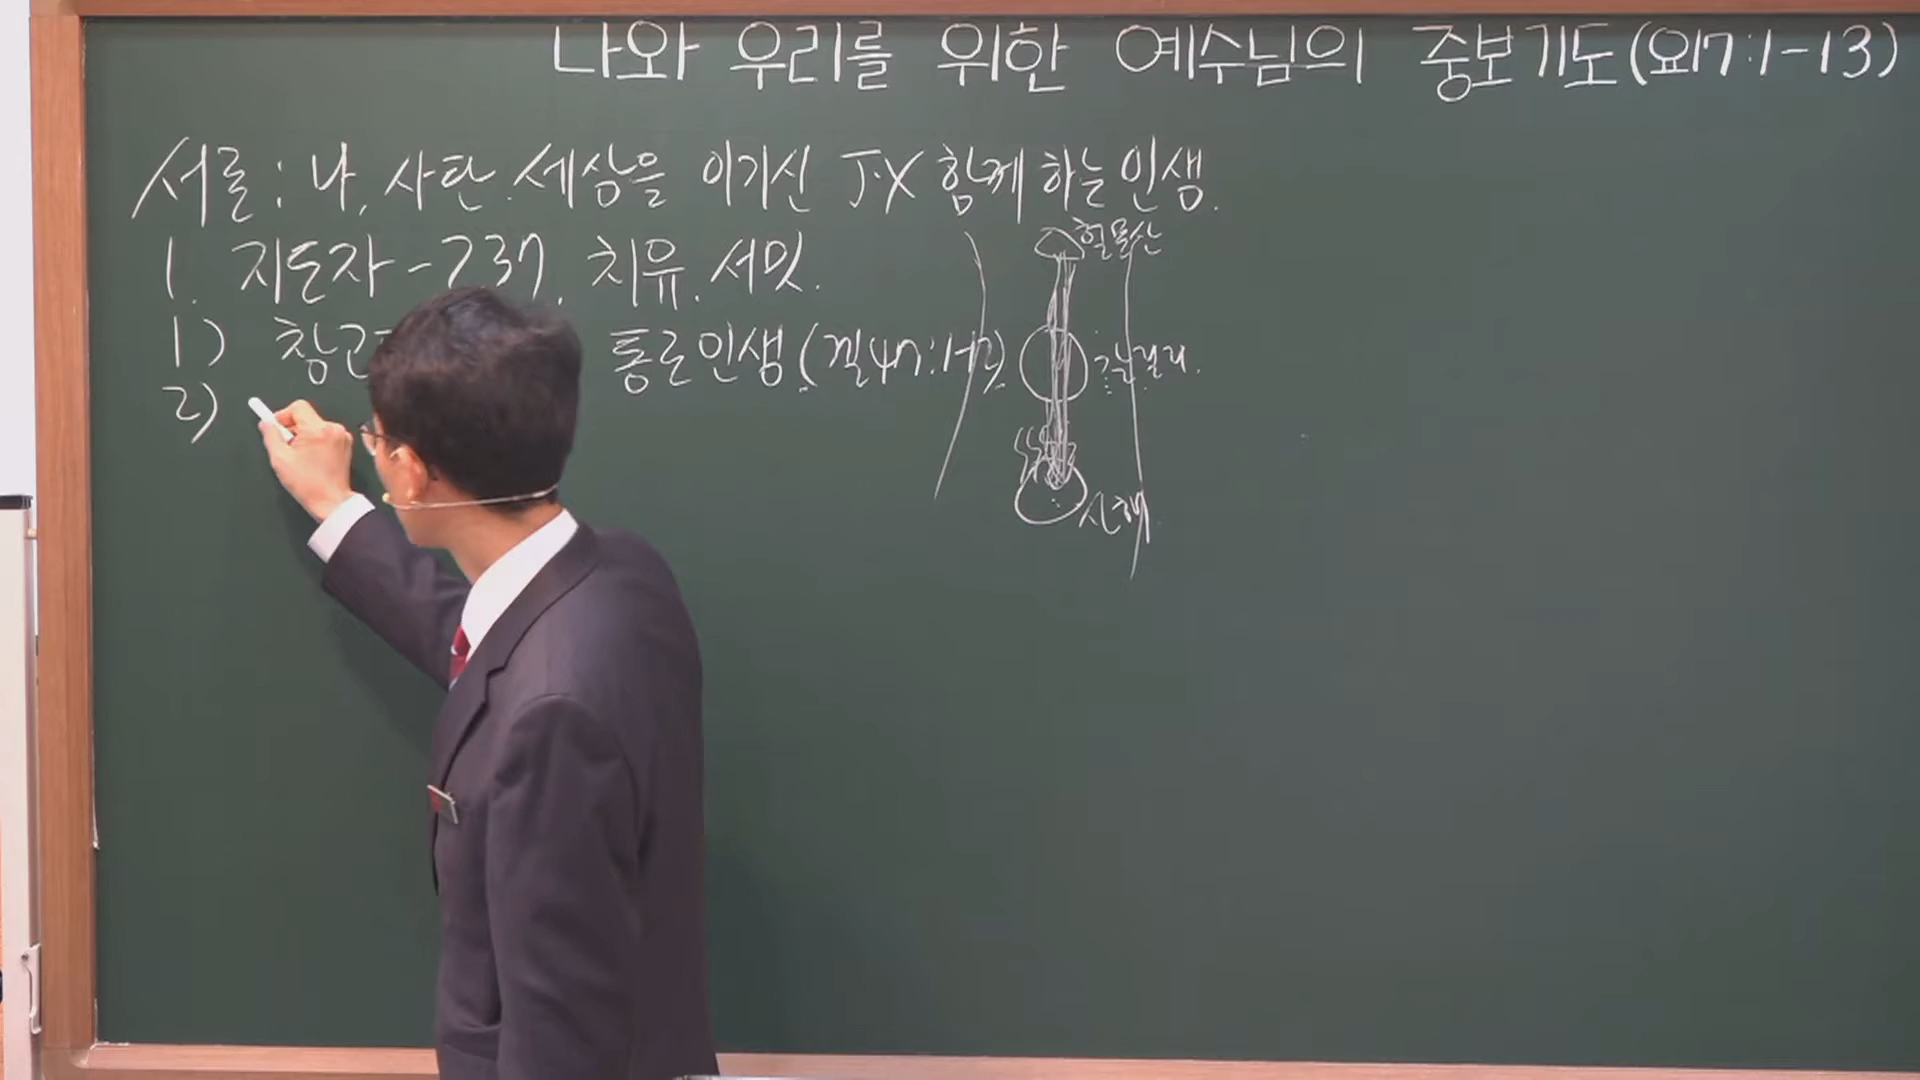 나와 우리를 위한 예수님의 중보기도(요17:1-13)
서론: 나, 사탄. 세상을 이기신 J·X 함께 하는 인생.
1. 지도자 - 237, 치유. 서밋.
1) 창고 통로인생(겔47:1-12)
2)
헐몬산
갈릴리.
사해